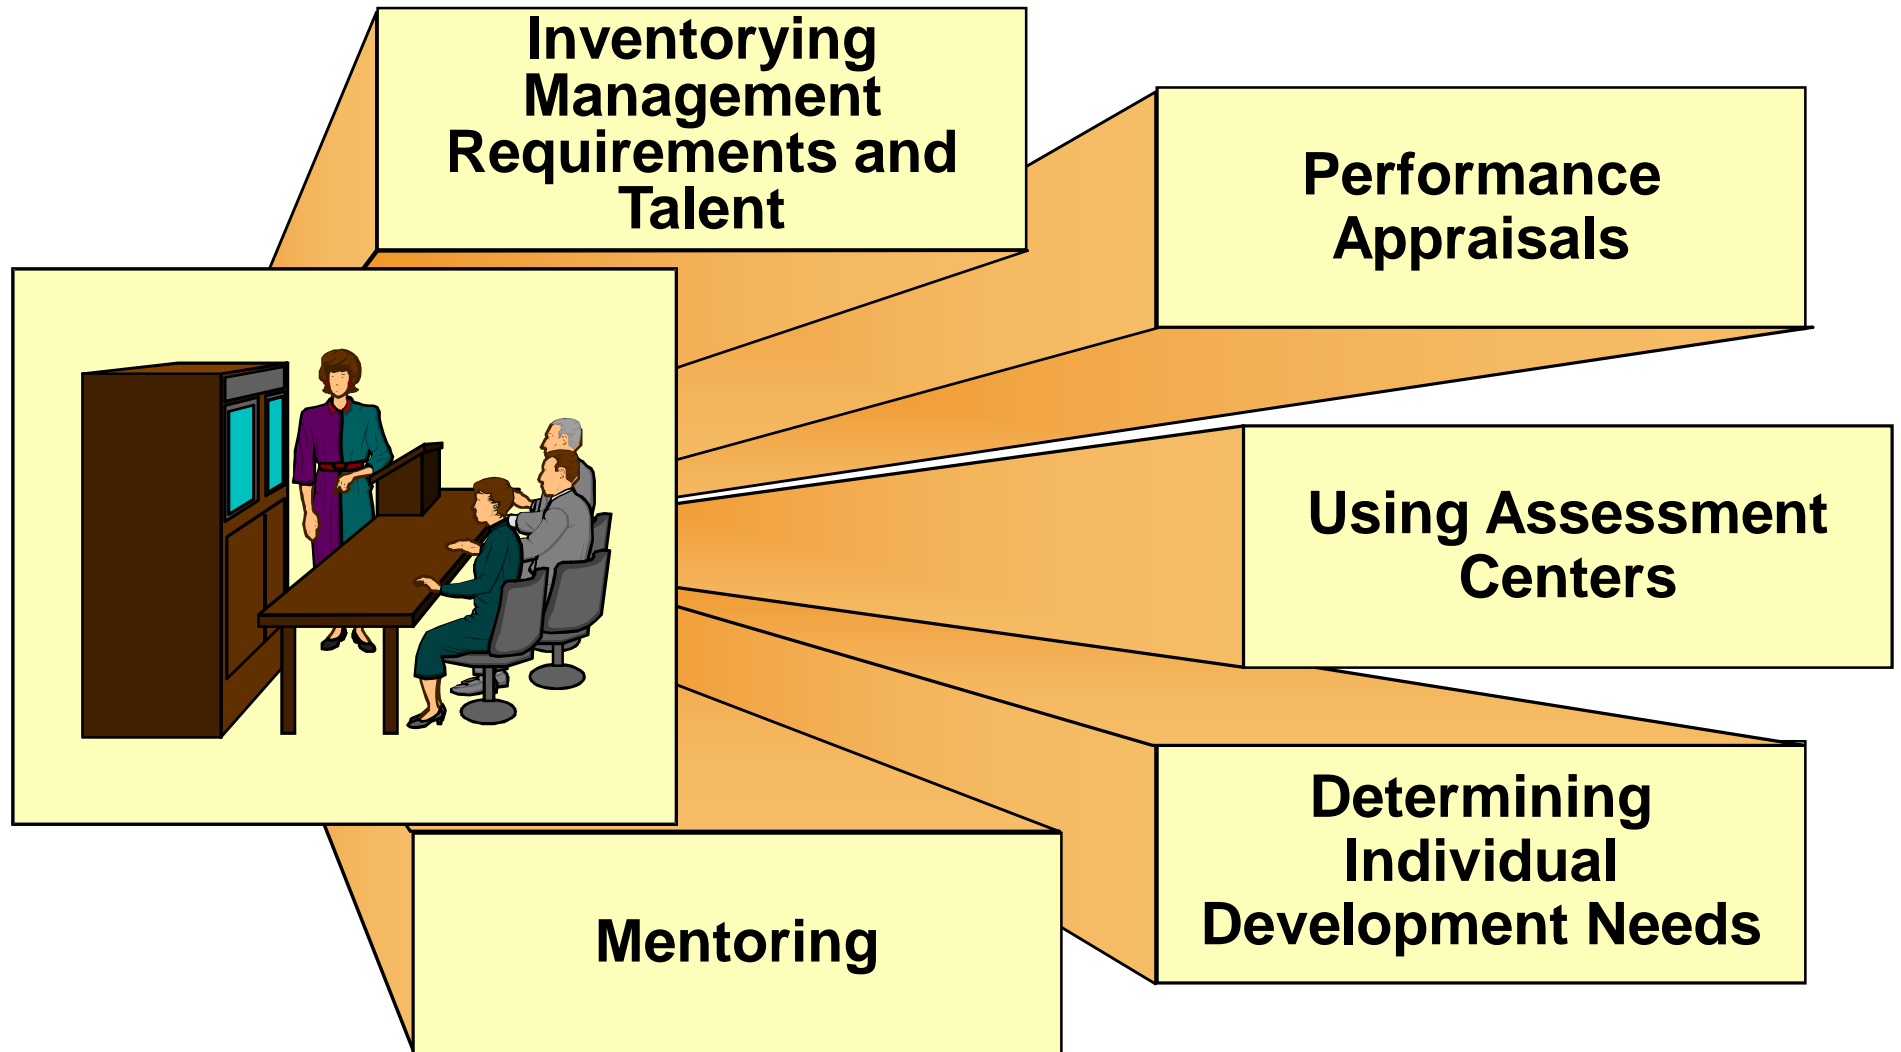 Inventorying
Management
Requirements and
Talent
Performance
Appraisals
Using Assessment
Centers
Determining
Individual
Development Needs
Mentoring